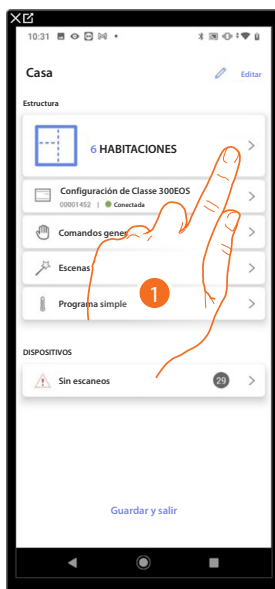 10:31
Casa
Editar
Estructura
6 HABITACIONES
Configuración de Classe 300EOS
00001452 | Conectada
Comandos gener
Escenas
1
Programa simple
DISPOSITIVOS
Sin escaneos 29
Guardar y salir